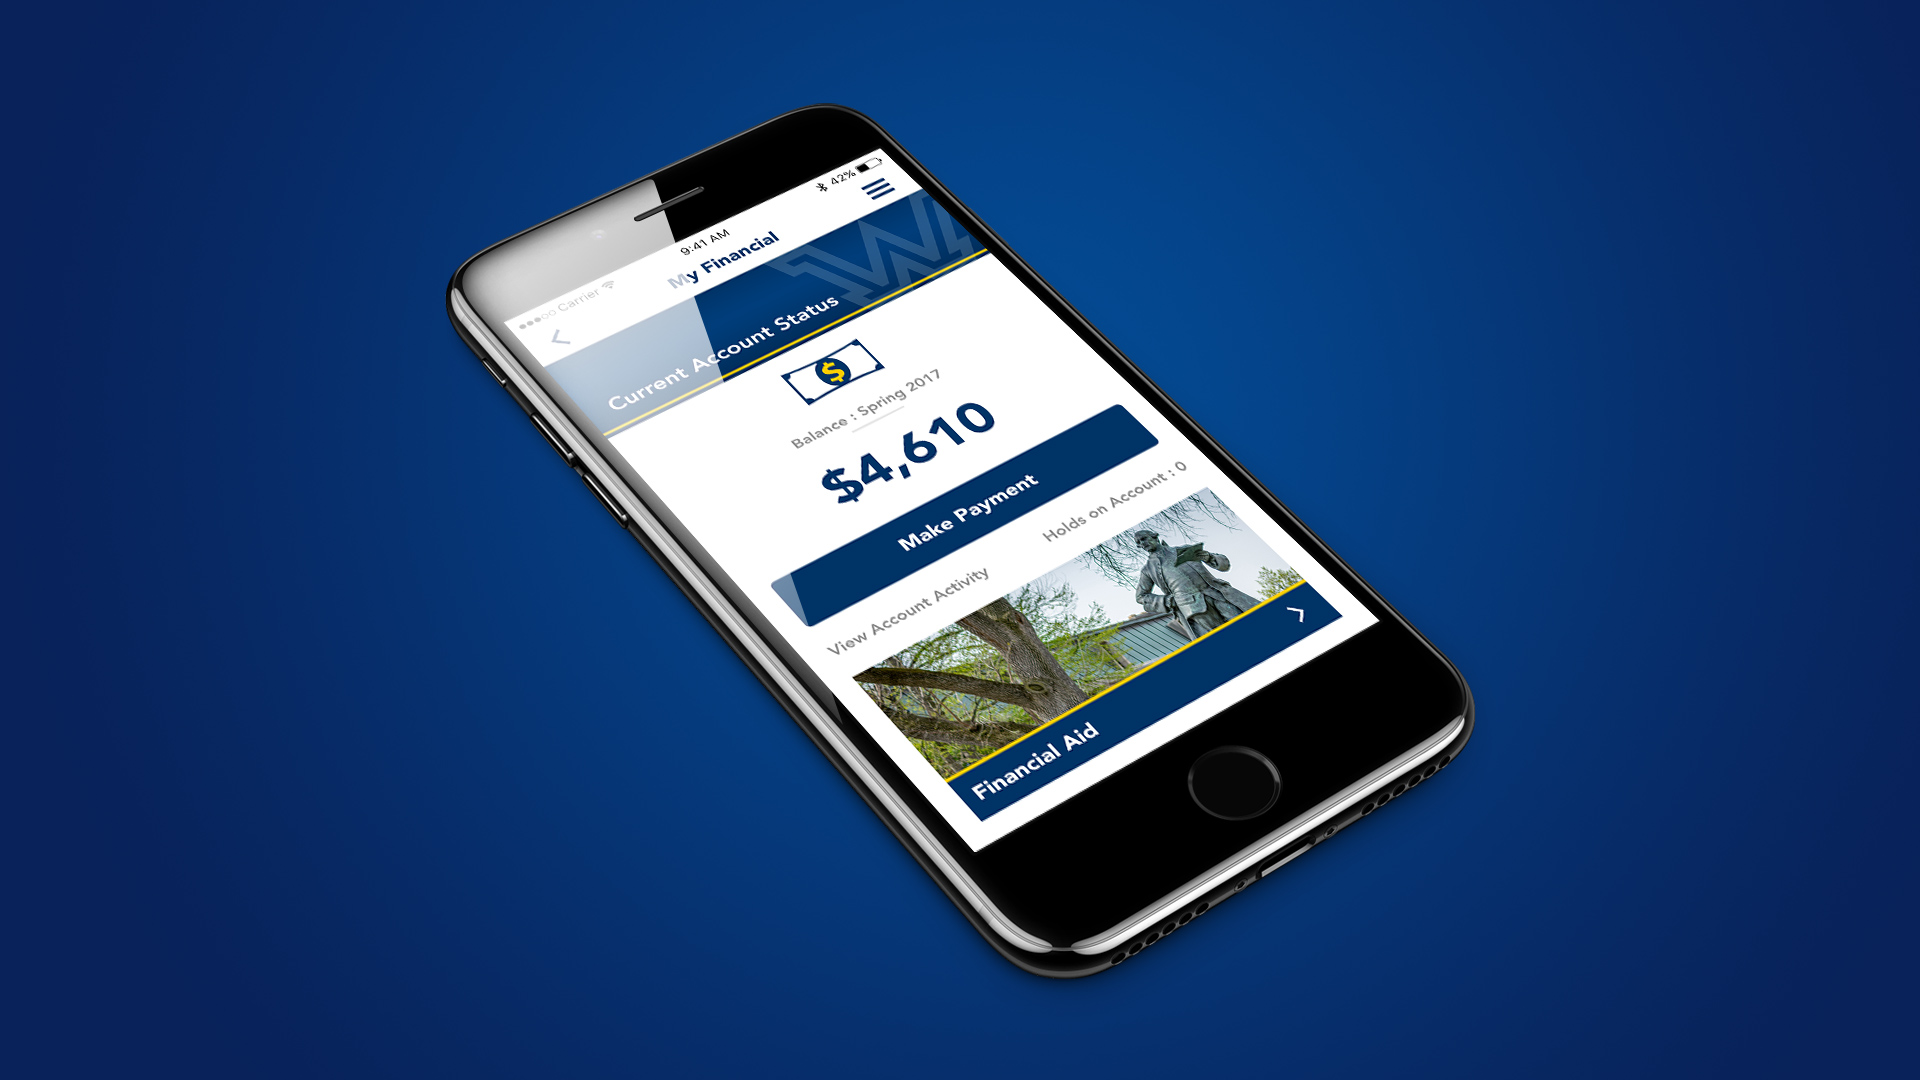 Carrier 9:41 AM 42%
My Financial
Current Account Status
$
Balance : Spring 2017
$4,610
Make Payment
View Account Activity Holds on Account : 0
Financial Aid